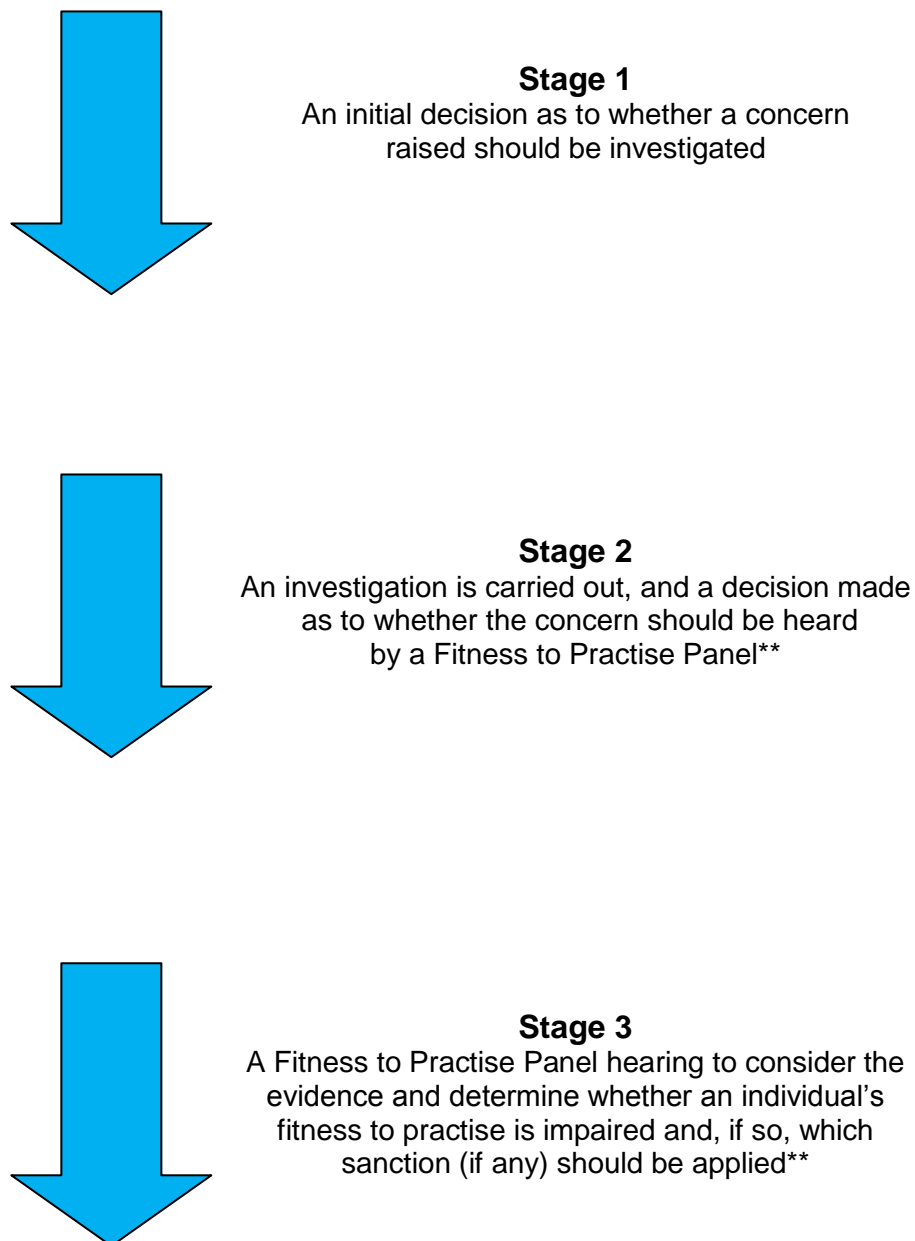 Stage 1
An initial decision as to whether a concern
raised should be investigated
Stage 2
An investigation is carried out, and a decision made
as to whether the concern should be heard
by a Fitness to Practise Panel**
Stage 3
A Fitness to Practise Panel hearing to consider the
evidence and determine whether an individual’s
fitness to practise is impaired and, if so, which
sanction (if any) should be applied**